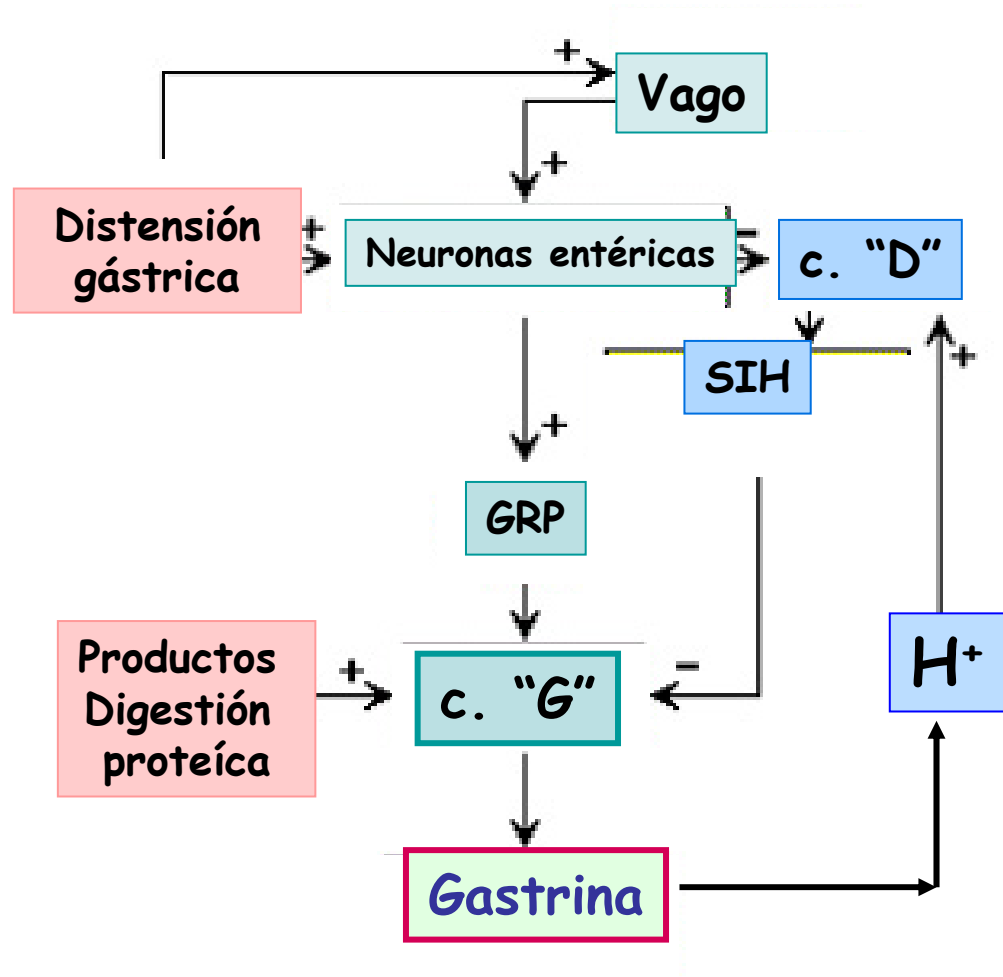 +
Vago
+
Distensión
gástrica
+
Neuronas entéricas
-
c. “D”
SIH
+
+
GRP
Productos
Digestión
proteíca
+
c. “G”
-
H+
Gastrina